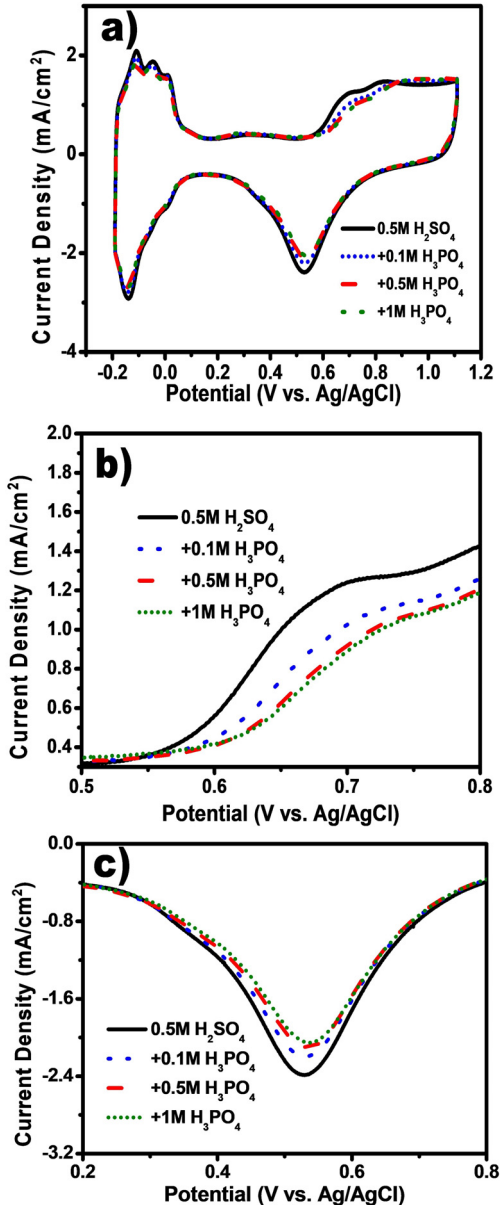 a)
Current Density (mA/cm²)
2
0
-2
-4
0.5M H₂SO₄
+0.1M H₃PO₄
+0.5M H₃PO₄
+1M H₃PO₄
-0.2 0.0 0.2 0.4 0.6 0.8 1.0 1.2
Potential (V vs. Ag/AgCl)
b)
Current Density (mA/cm²)
2.0
1.8
1.6
1.4
1.2
1.0
0.8
0.6
0.4
0.5M H₂SO₄
+0.1M H₃PO₄
+0.5M H₃PO₄
+1M H₃PO₄
0.5 0.6 0.7 0.8
Potential (V vs. Ag/AgCl)
c)
Current Density (mA/cm²)
0.0
-0.8
-1.6
-2.4
-3.2
0.5M H₂SO₄
+0.1M H₃PO₄
+0.5M H₃PO₄
+1M H₃PO₄
0.2 0.4 0.6 0.8
Potential (V vs. Ag/AgCl)